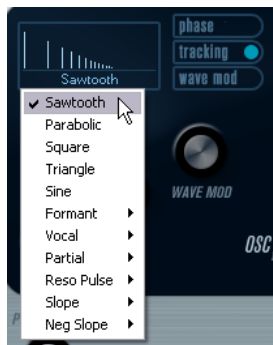 phase
tracking
wave mod
Sawtooth
Sawtooth
Parabolic
Square
Triangle
Sine
Formant
Vocal
Partial
Reso Pulse
Slope
Neg Slope
WAVE MOD
OSC
P